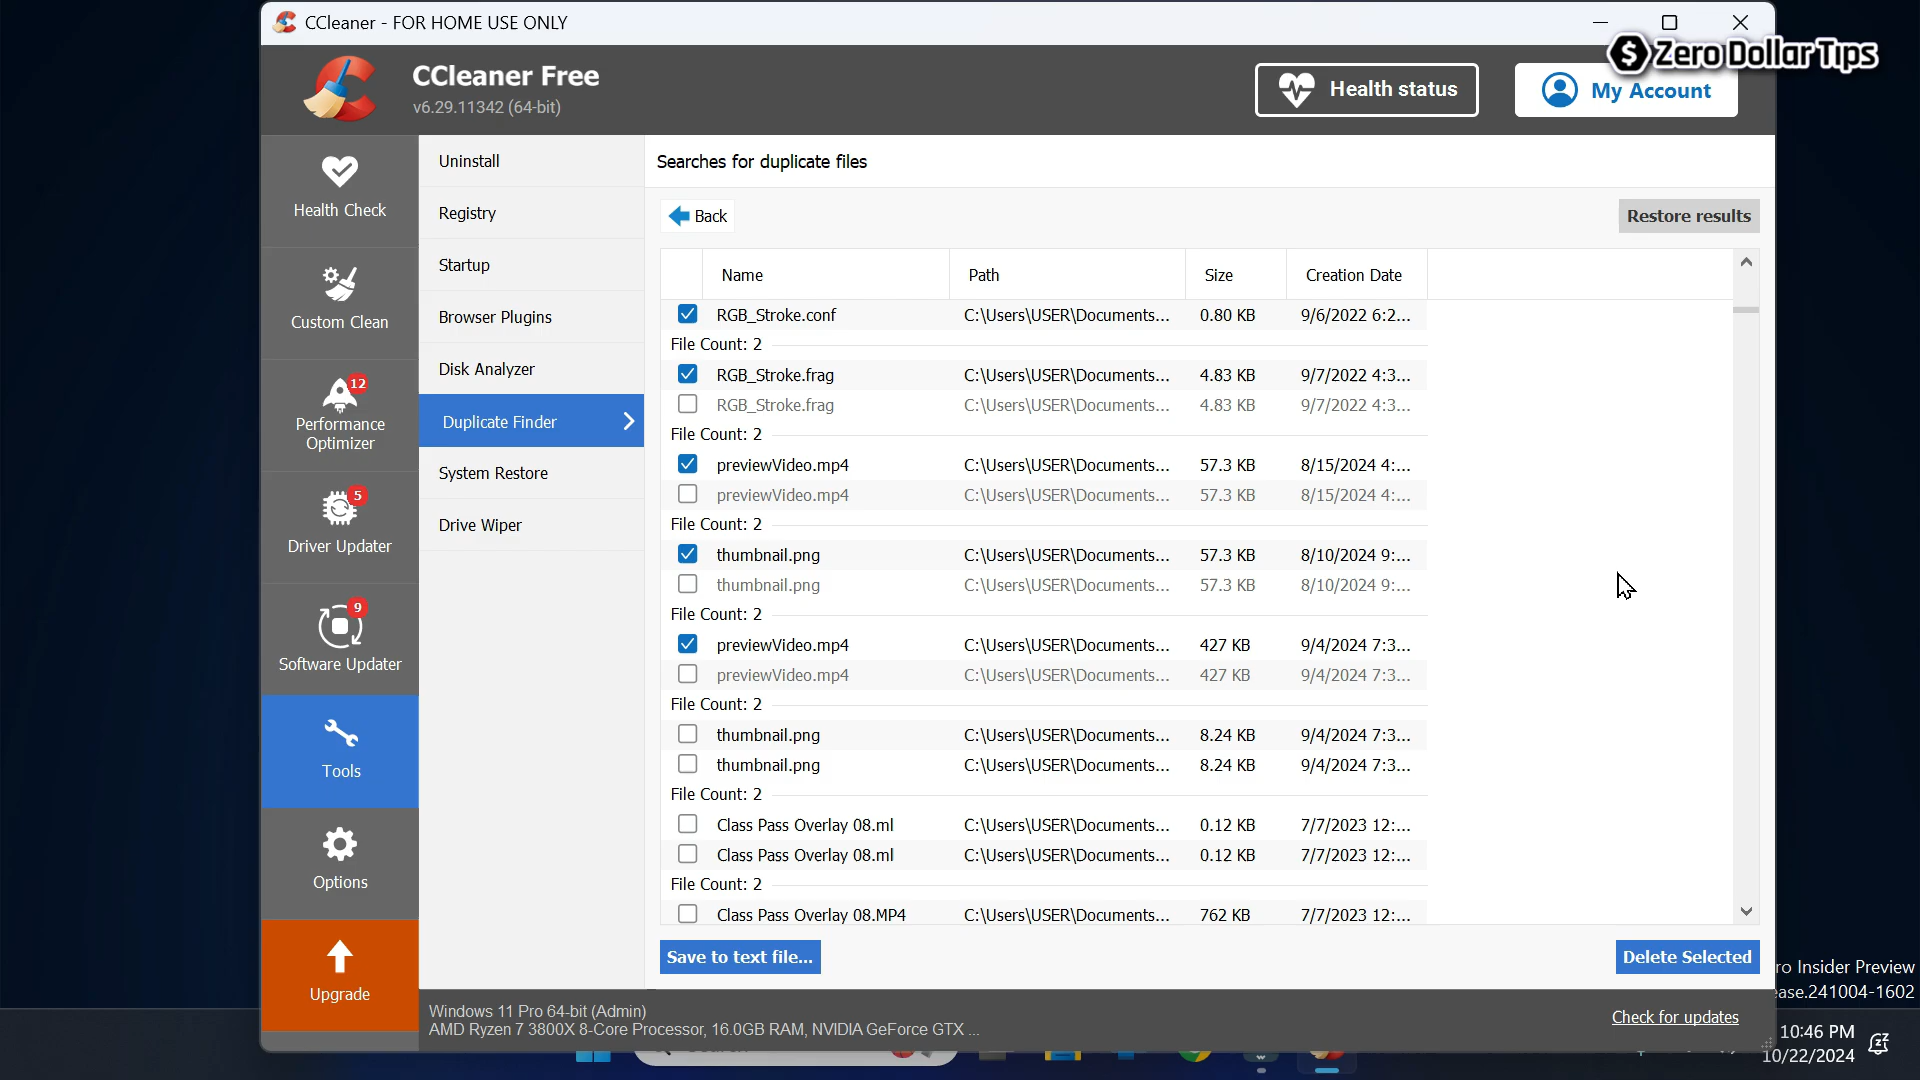 CCleaner - FOR HOME USE ONLY
$ Zero Dollar Tips
CCleaner Free
v6.29.11342 (64-bit)
Health status
My Account
Health Check
Custom Clean
12
Performance
Optimizer
5
Driver Updater
9
Software Updater
Tools
Options
Upgrade
Uninstall
Registry
Startup
Browser Plugins
Disk Analyzer
Duplicate Finder
System Restore
Drive Wiper
Searches for duplicate files
Back
Restore results
Name Path Size Creation Date
RGB_Stroke.conf C:\Users\USER\Documents... 0.80 KB 9/6/2022 6:2...
File Count: 2
RGB_Stroke.frag C:\Users\USER\Documents... 4.83 KB 9/7/2022 4:3...
RGB_Stroke.frag C:\Users\USER\Documents... 4.83 KB 9/7/2022 4:3...
File Count: 2
previewVideo.mp4 C:\Users\USER\Documents... 57.3 KB 8/15/2024 4:...
previewVideo.mp4 C:\Users\USER\Documents... 57.3 KB 8/15/2024 4:...
File Count: 2
thumbnail.png C:\Users\USER\Documents... 57.3 KB 8/10/2024 9:...
thumbnail.png C:\Users\USER\Documents... 57.3 KB 8/10/2024 9:...
File Count: 2
previewVideo.mp4 C:\Users\USER\Documents... 427 KB 9/4/2024 7:3...
previewVideo.mp4 C:\Users\USER\Documents... 427 KB 9/4/2024 7:3...
File Count: 2
thumbnail.png C:\Users\USER\Documents... 8.24 KB 9/4/2024 7:3...
thumbnail.png C:\Users\USER\Documents... 8.24 KB 9/4/2024 7:3...
File Count: 2
Class Pass Overlay 08.ml C:\Users\USER\Documents... 0.12 KB 7/7/2023 12:...
Class Pass Overlay 08.ml C:\Users\USER\Documents... 0.12 KB 7/7/2023 12:...
File Count: 2
Class Pass Overlay 08.MP4 C:\Users\USER\Documents... 762 KB 7/7/2023 12:...
Save to text file...
Delete Selected
Windows 11 Pro 64-bit (Admin)
AMD Ryzen 7 3800X 8-Core Processor, 16.0GB RAM, NVIDIA GeForce GTX ...
Check for updates
ro Insider Preview
ease.241004-1602
10:46 PM
10/22/2024